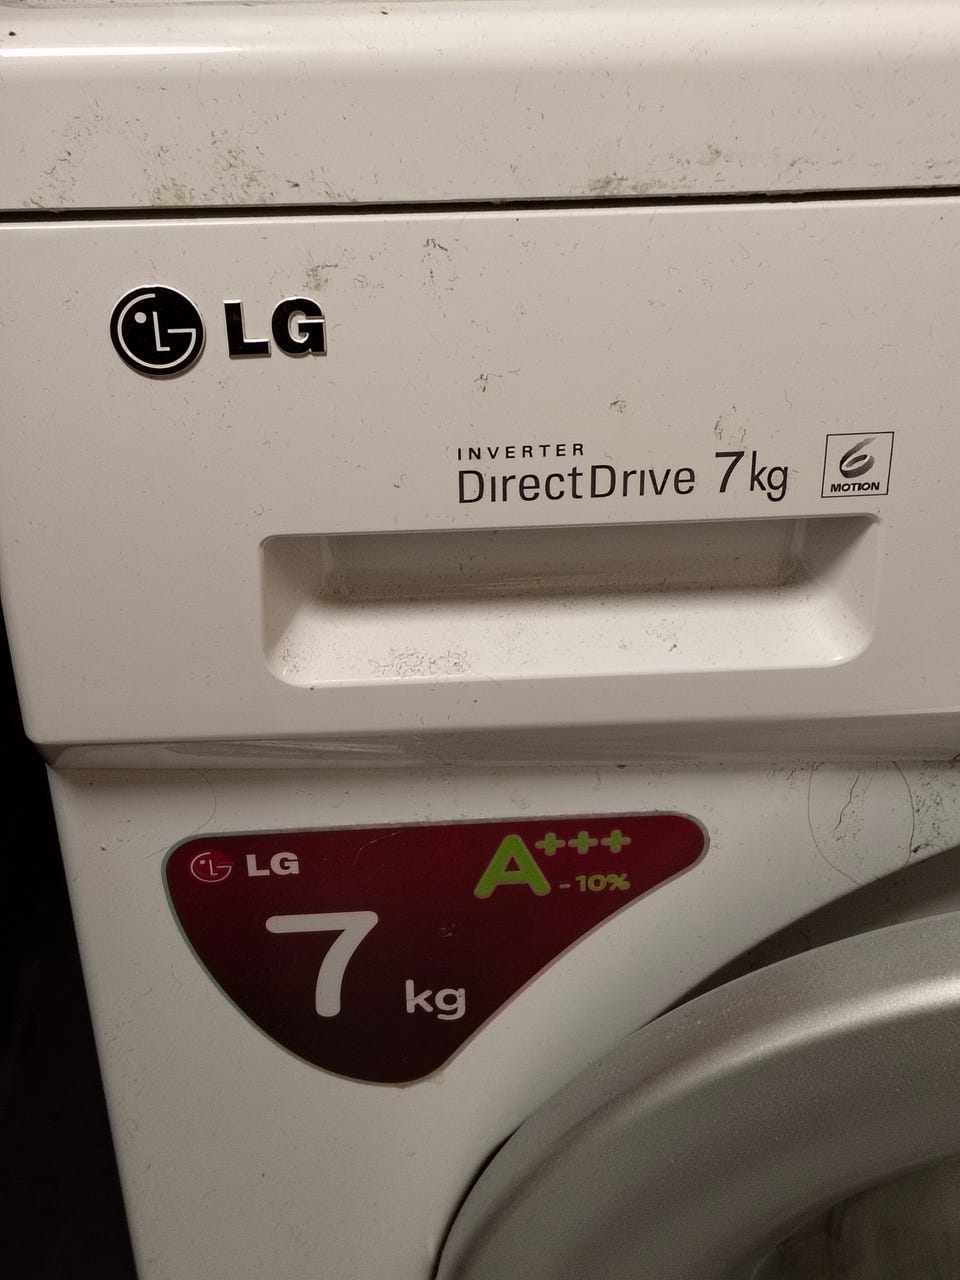 LG
INVERTER
DirectDrive 7kg
6
MOTION
LG
A+++
-10%
7
kg